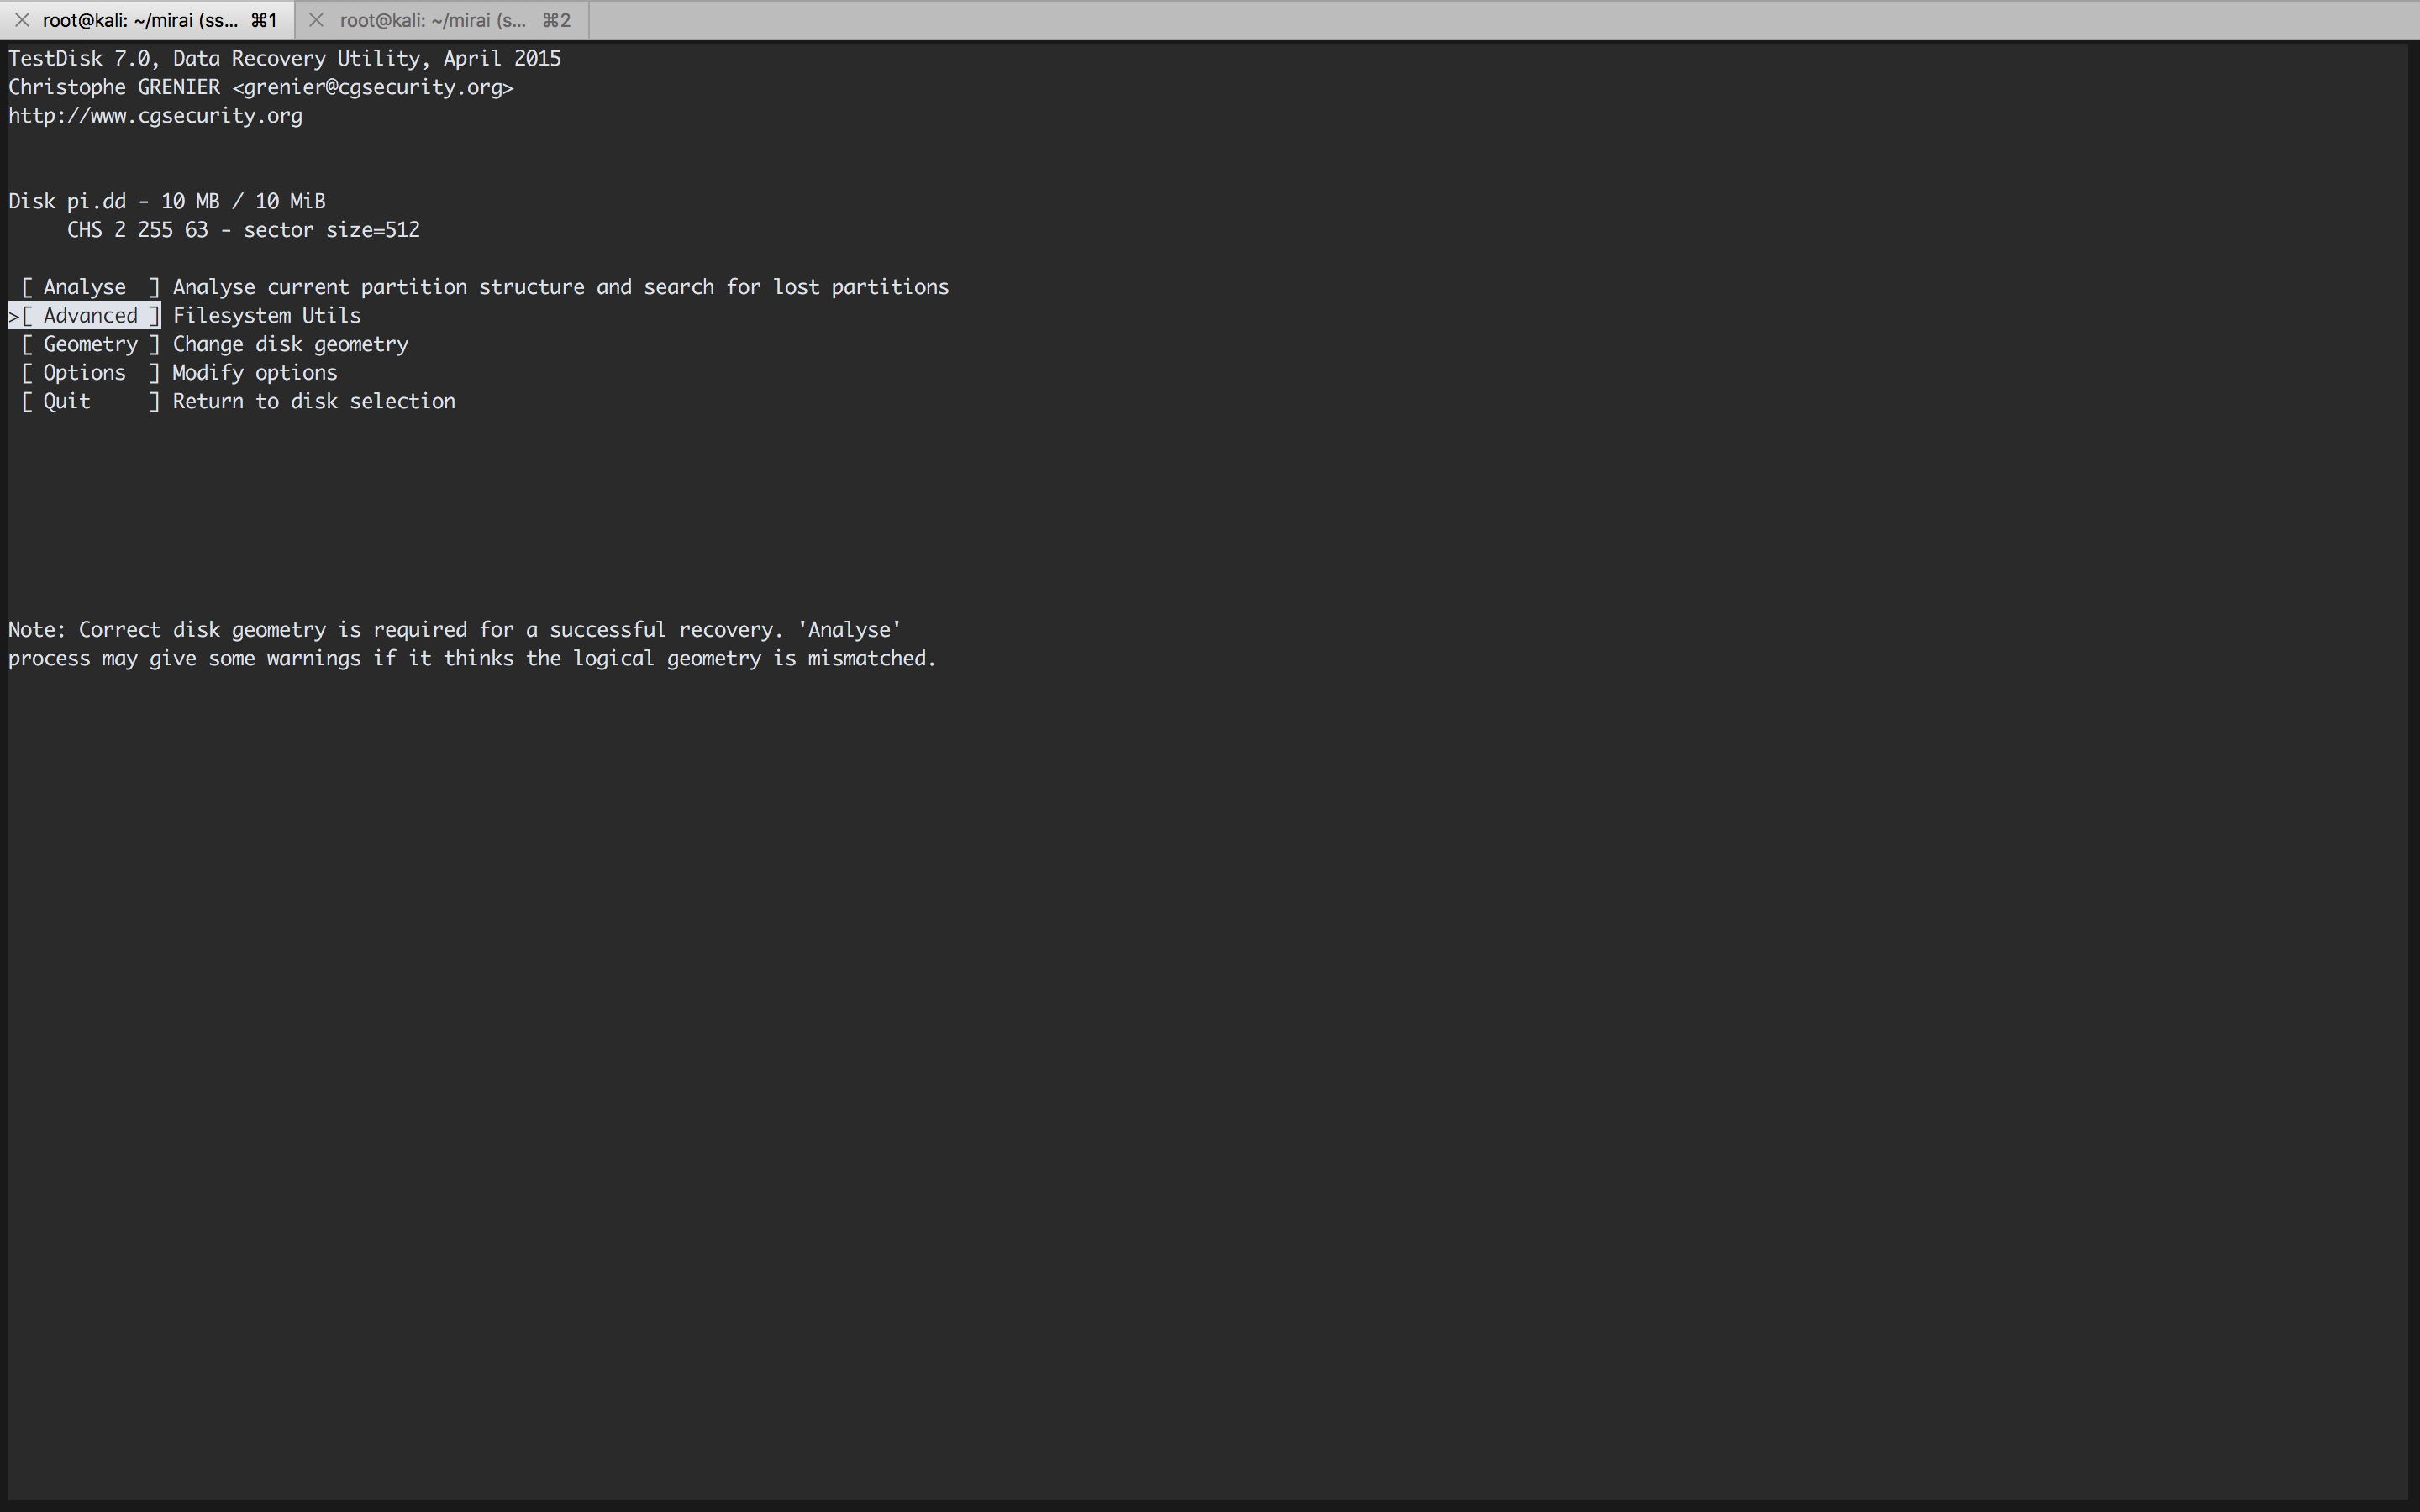 root@kali: ~/mirai (ss... ⌘1 root@kali: ~/mirai (s... ⌘2
TestDisk 7.0, Data Recovery Utility, April 2015
Christophe GRENIER <grenier@cgsecurity.org>
http://www.cgsecurity.org
Disk pi.dd - 10 MB / 10 MiB
     CHS 2 255 63 - sector size=512
 [ Analyse  ] Analyse current partition structure and search for lost partitions
>[ Advanced ] Filesystem Utils
 [ Geometry ] Change disk geometry
 [ Options  ] Modify options
 [ Quit     ] Return to disk selection
Note: Correct disk geometry is required for a successful recovery. 'Analyse'
process may give some warnings if it thinks the logical geometry is mismatched.